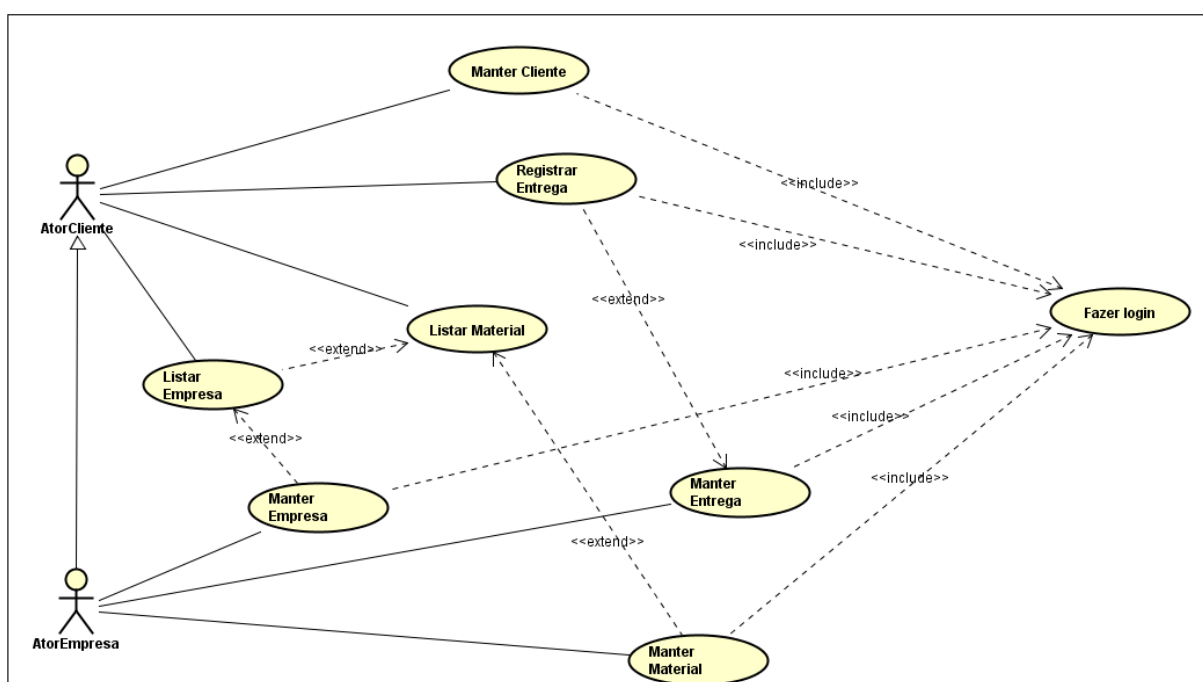 Manter Cliente
Registrar
Entrega
<<include>>
AtorCliente
<<include>>
<<extend>>
Fazer login
Listar Material
<<extend>>
Listar
Empresa
<<include>>
<<include>>
<<extend>>
Manter
Empresa
Manter
Entrega
<<include>>
<<extend>>
AtorEmpresa
Manter
Material